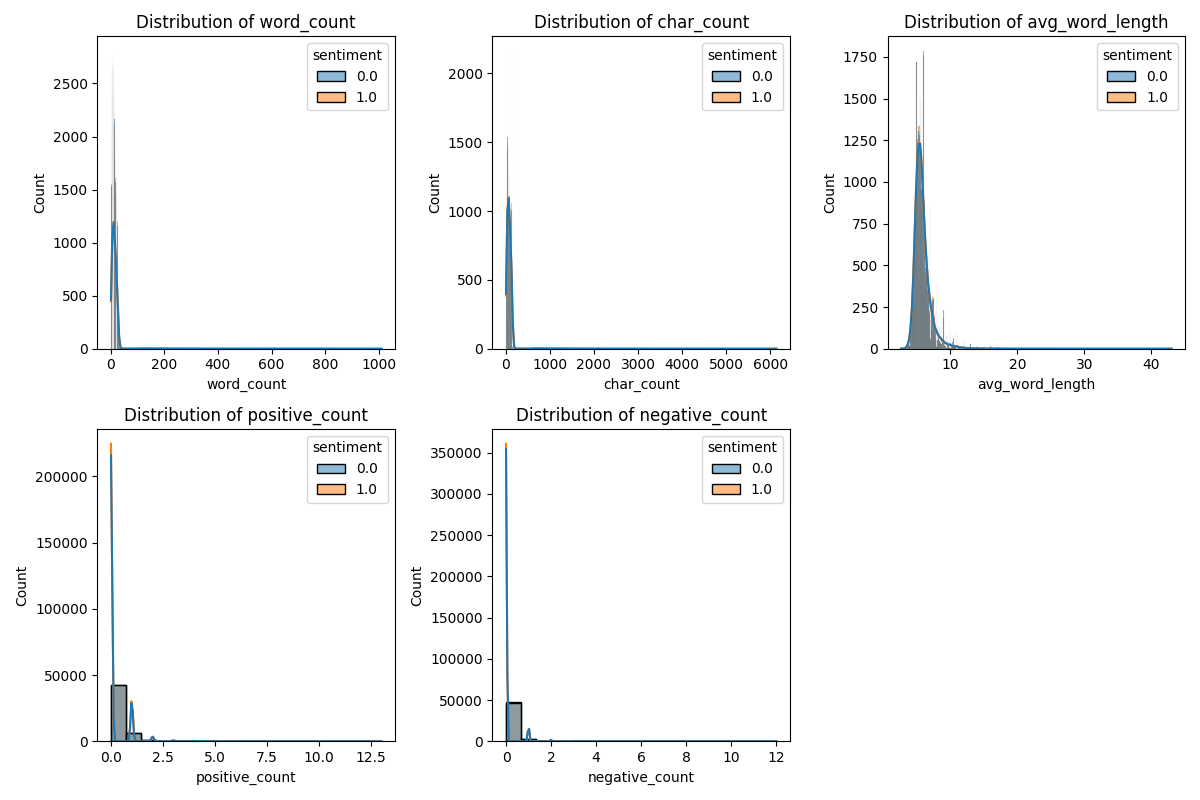 Distribution of word_count
Count
2500
2000
1500
1000
500
0
0 200 400 600 800 1000
word_count
sentiment
0.0
1.0
Distribution of char_count
Count
2000
1500
1000
500
0
0 1000 2000 3000 4000 5000 6000
char_count
sentiment
0.0
1.0
Distribution of avg_word_length
Count
1750
1500
1250
1000
750
500
250
0
10 20 30 40
avg_word_length
sentiment
0.0
1.0
Distribution of positive_count
Count
200000
150000
100000
50000
0
0.0 2.5 5.0 7.5 10.0 12.5
positive_count
sentiment
0.0
1.0
Distribution of negative_count
Count
350000
300000
250000
200000
150000
100000
50000
0
0 2 4 6 8 10 12
negative_count
sentiment
0.0
1.0